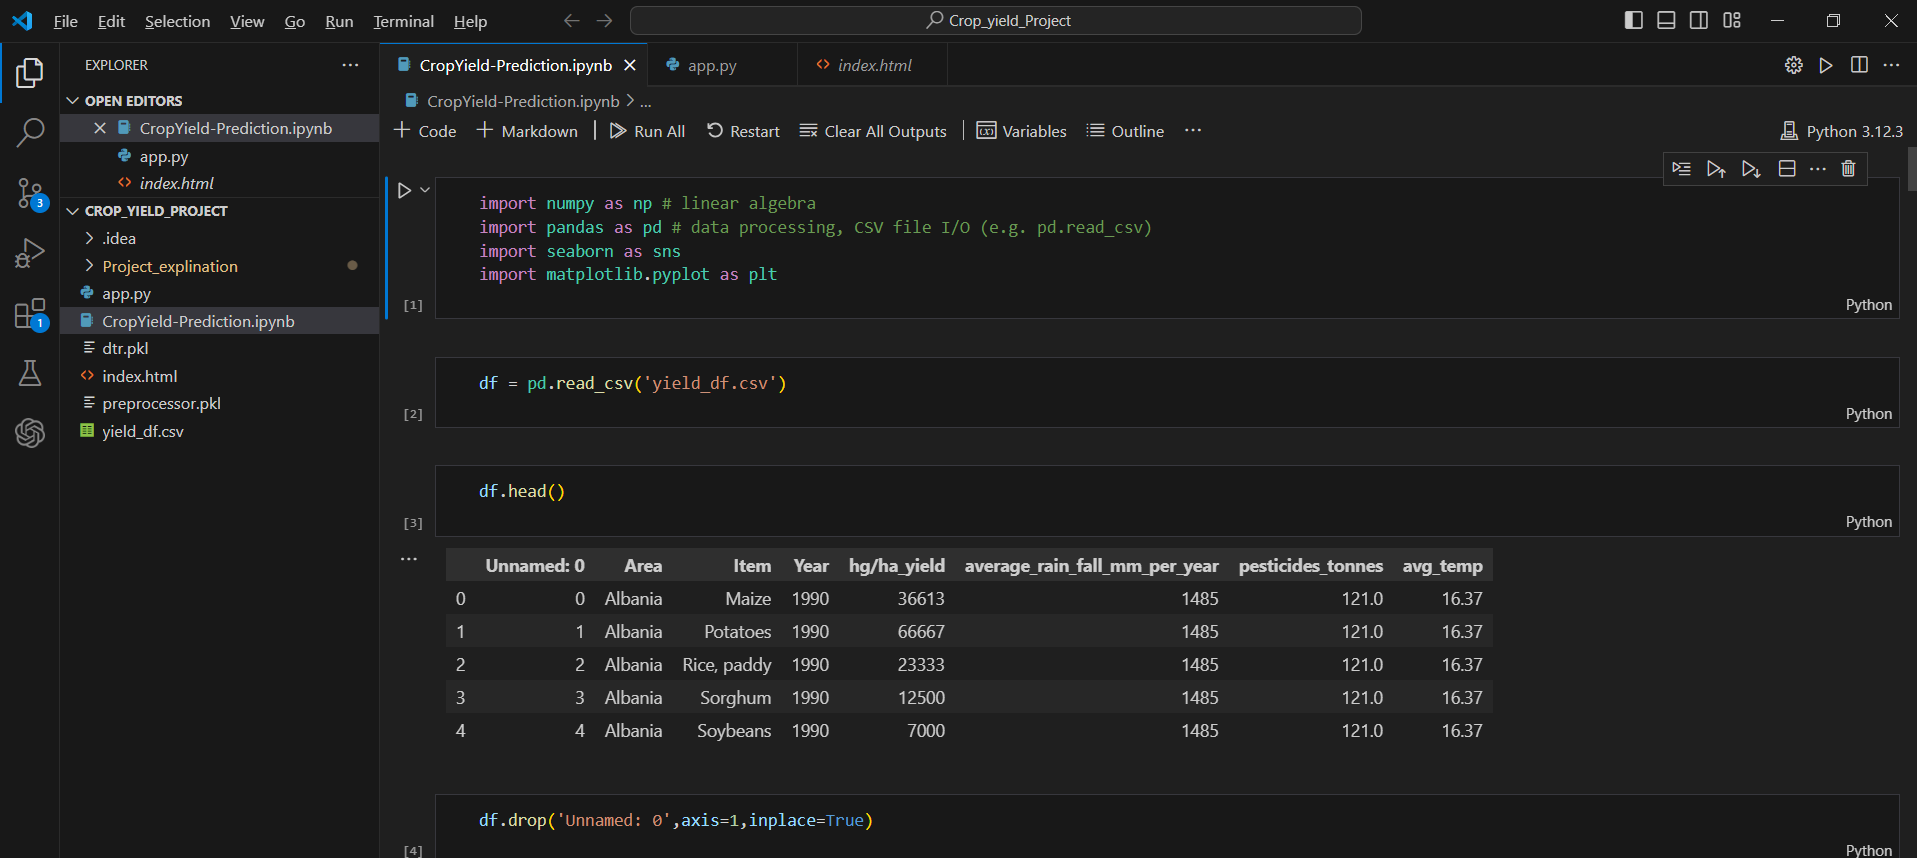 File Edit Selection View Go Run Terminal Help
Crop_yield_Project
EXPLORER
OPEN EDITORS
CropYield-Prediction.ipynb
app.py
index.html
CROP_YIELD_PROJECT
.idea
Project_explination
app.py
CropYield-Prediction.ipynb
dtr.pkl
index.html
preprocessor.pkl
yield_df.csv
3
1
CropYield-Prediction.ipynb app.py index.html
CropYield-Prediction.ipynb > ...
+ Code + Markdown Run All Restart Clear All Outputs Variables Outline ... Python 3.12.3
import numpy as np # linear algebra
import pandas as pd # data processing, CSV file I/O (e.g. pd.read_csv)
import seaborn as sns
import matplotlib.pyplot as plt
[1] Python
df = pd.read_csv('yield_df.csv')
[2] Python
df.head()
[3] Python
Unnamed: 0 Area Item Year hg/ha_yield average_rain_fall_mm_per_year pesticides_tonnes avg_temp
0 0 Albania Maize 1990 36613 1485 121.0 16.37
1 1 Albania Potatoes 1990 66667 1485 121.0 16.37
2 2 Albania Rice, paddy 1990 23333 1485 121.0 16.37
3 3 Albania Sorghum 1990 12500 1485 121.0 16.37
4 4 Albania Soybeans 1990 7000 1485 121.0 16.37
df.drop('Unnamed: 0',axis=1,inplace=True)
[4] Python